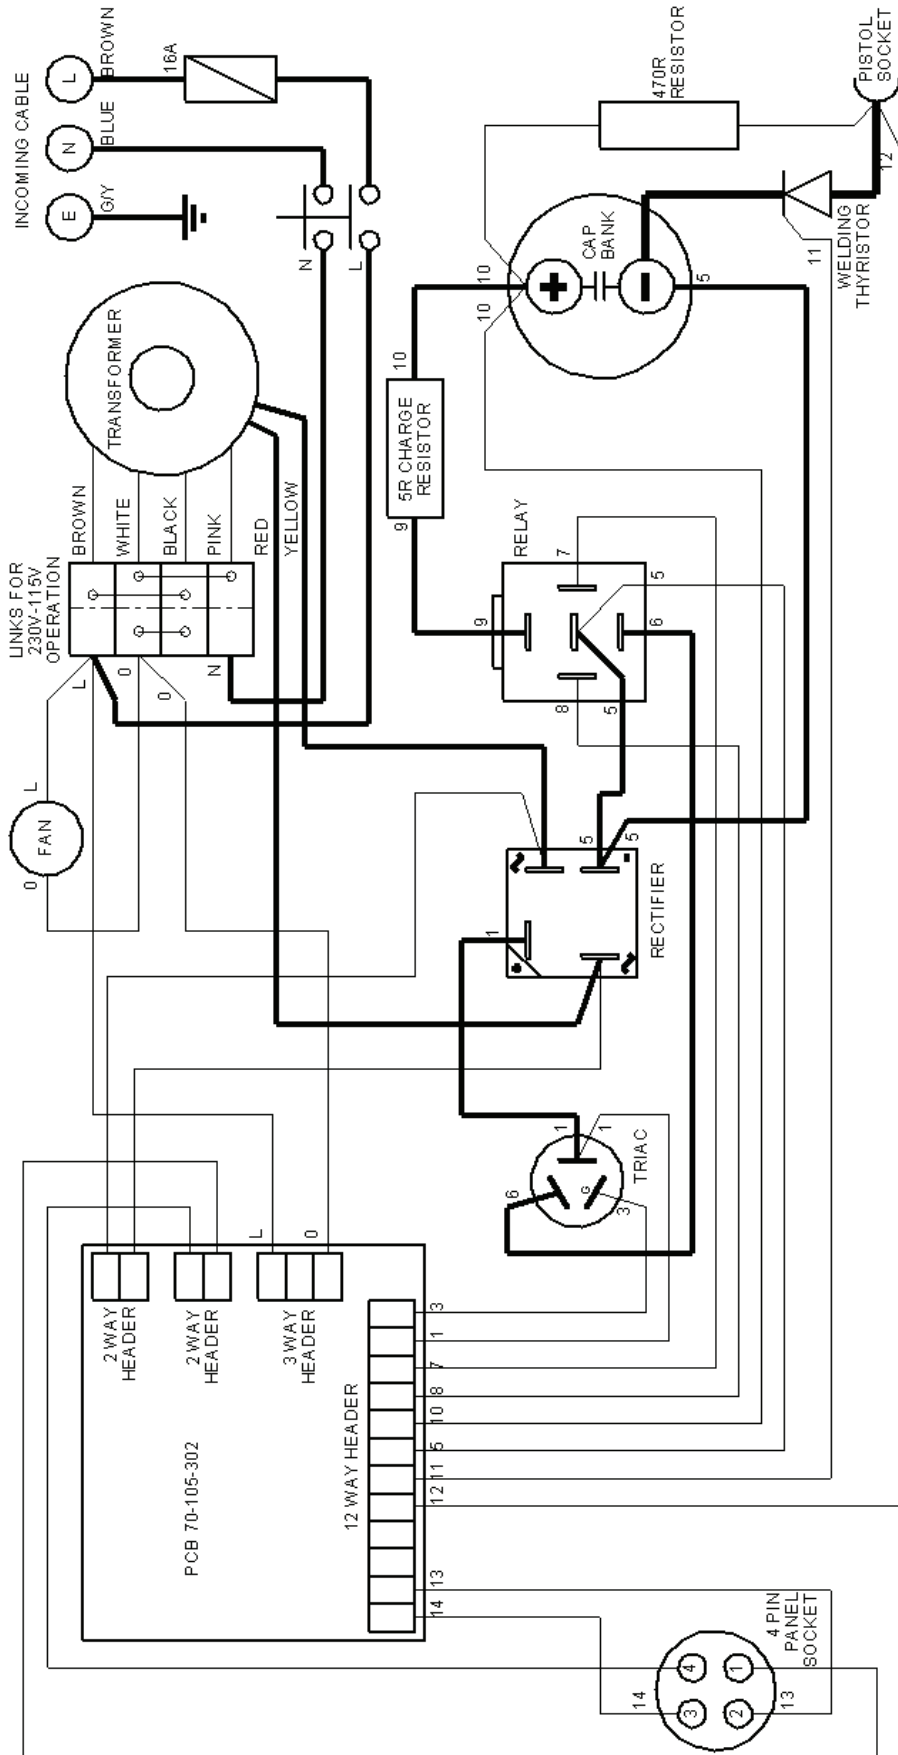 INCOMING CABLE
E
N
L
G/Y
BLUE
BROWN
16A
N
L
TRANSFORMER
LINKS FOR
230V-115V
OPERATION
BROWN
WHITE
BLACK
PINK
RED
YELLOW
L
0
0
N
FAN
0
L
470R
RESISTOR
PISTOL
SOCKET
12
WELDING
THYRISTOR
11
CAP
BANK
+
-
10
10
5
5R CHARGE
RESISTOR
9
10
RELAY
9
7
5
6
8
5
RECTIFIER
1
5
5
+
~
~
-
TRIAC
1
1
6
G
3
PCB 70-105-302
2 WAY
HEADER
2 WAY
HEADER
3 WAY
HEADER
L
0
12 WAY HEADER
14
13
12
11
5
10
8
7
1
3
4 PIN
PANEL
SOCKET
14
13
3
4
2
1